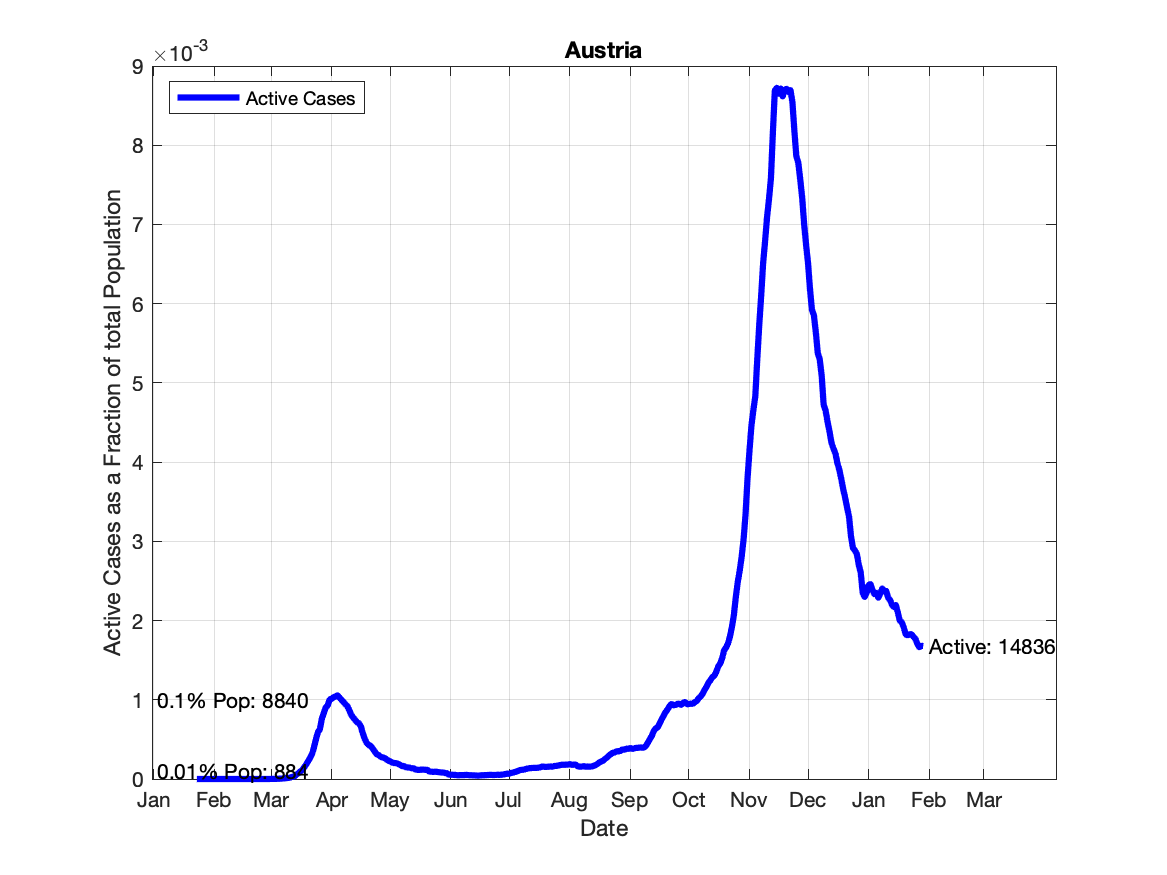 Austria
×10-3
9
8
7
6
5
4
3
2
1
0
Active Cases as a Fraction of total Population
Active Cases
Active: 14836
0.1% Pop: 8840
0.01% Pop: 884
Jan Feb Mar Apr May Jun Jul Aug Sep Oct Nov Dec Jan Feb Mar
Date